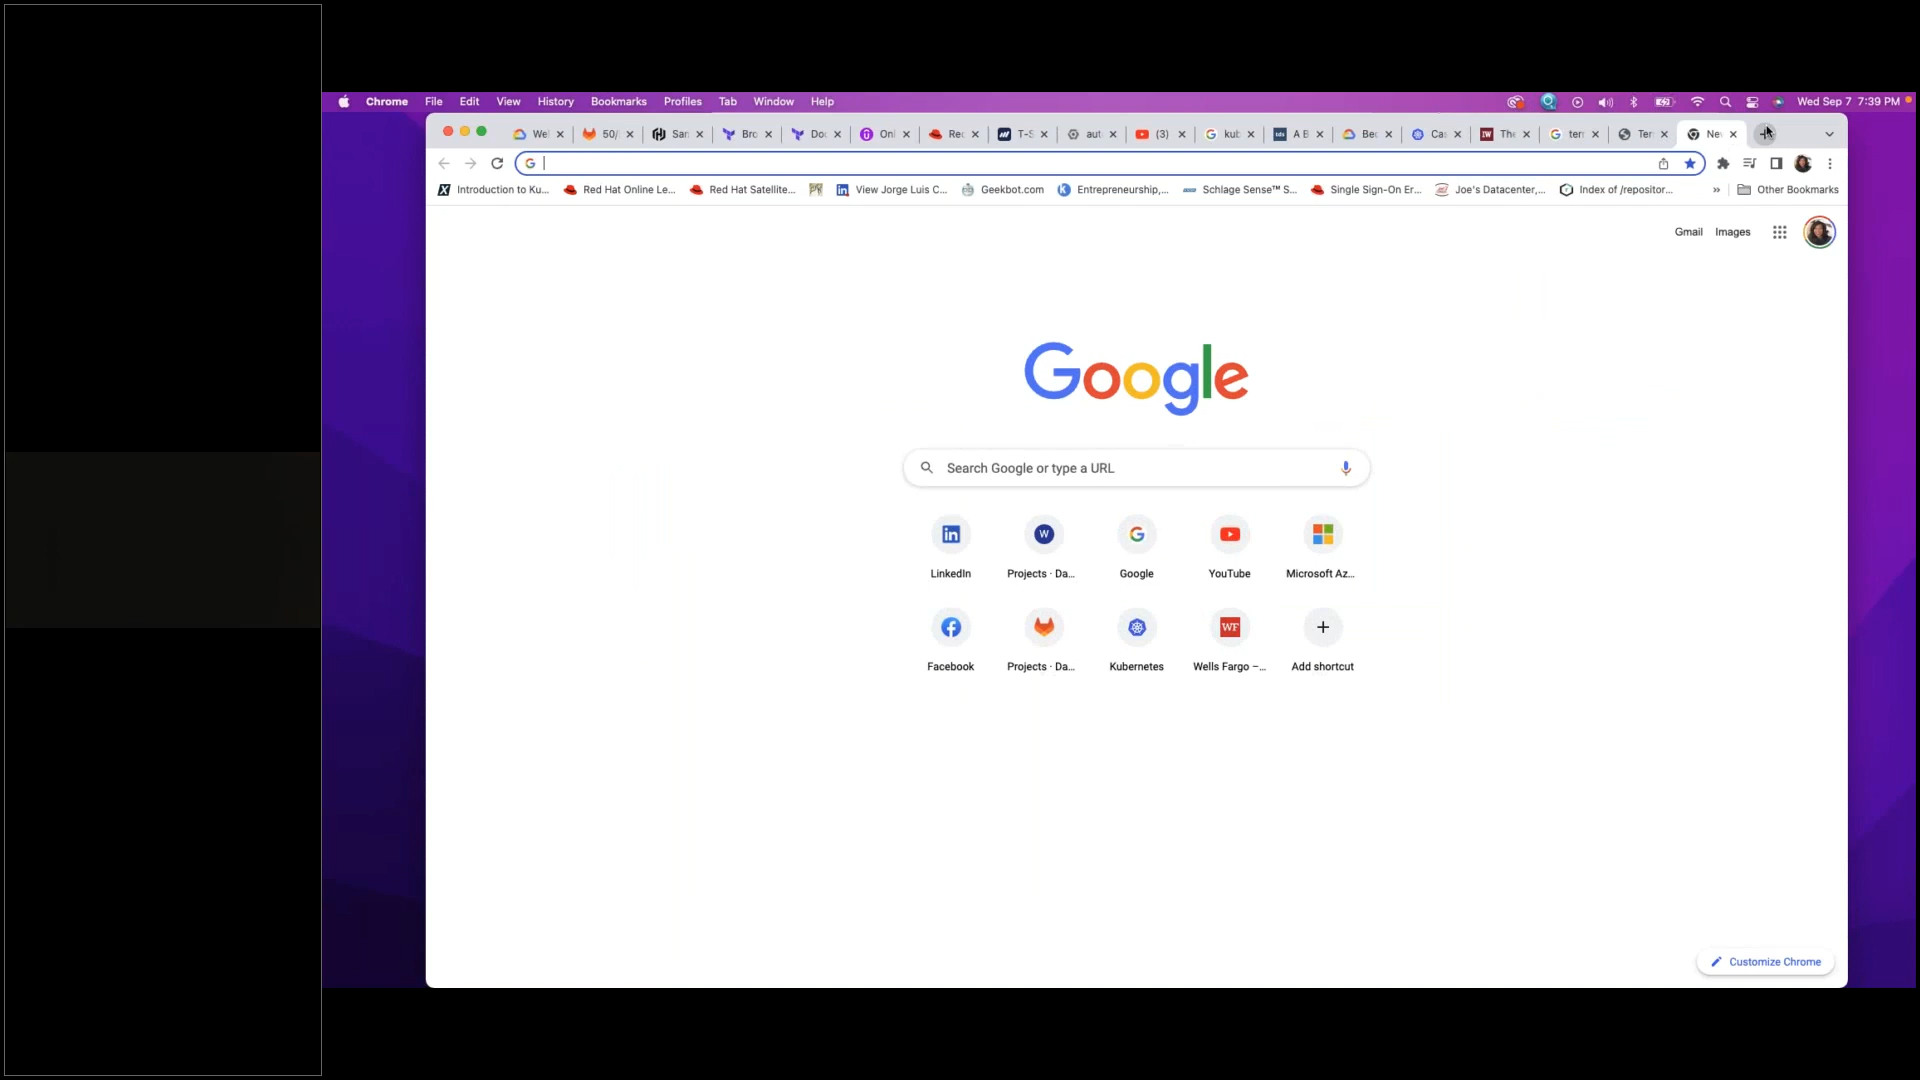 Chrome File Edit View History Bookmarks Profiles Tab Window Help Wed Sep 7 7:39 PM
We 50/ San Bro Doc Onl Rec T-S aut (3) kub A B Bec Cas The terr Ter Nev
Introduction to Ku... Red Hat Online Le... Red Hat Satellite... View Jorge Luis C... Geekbot.com Entrepreneurship,... Schlage Sense™ S... Single Sign-On Er... Joe's Datacenter,... Index of /repositor... » Other Bookmarks
Gmail Images
Google
Search Google or type a URL
LinkedIn Projects · Da... Google YouTube Microsoft Az...
Facebook Projects · Da... Kubernetes Wells Fargo –... Add shortcut
Customize Chrome